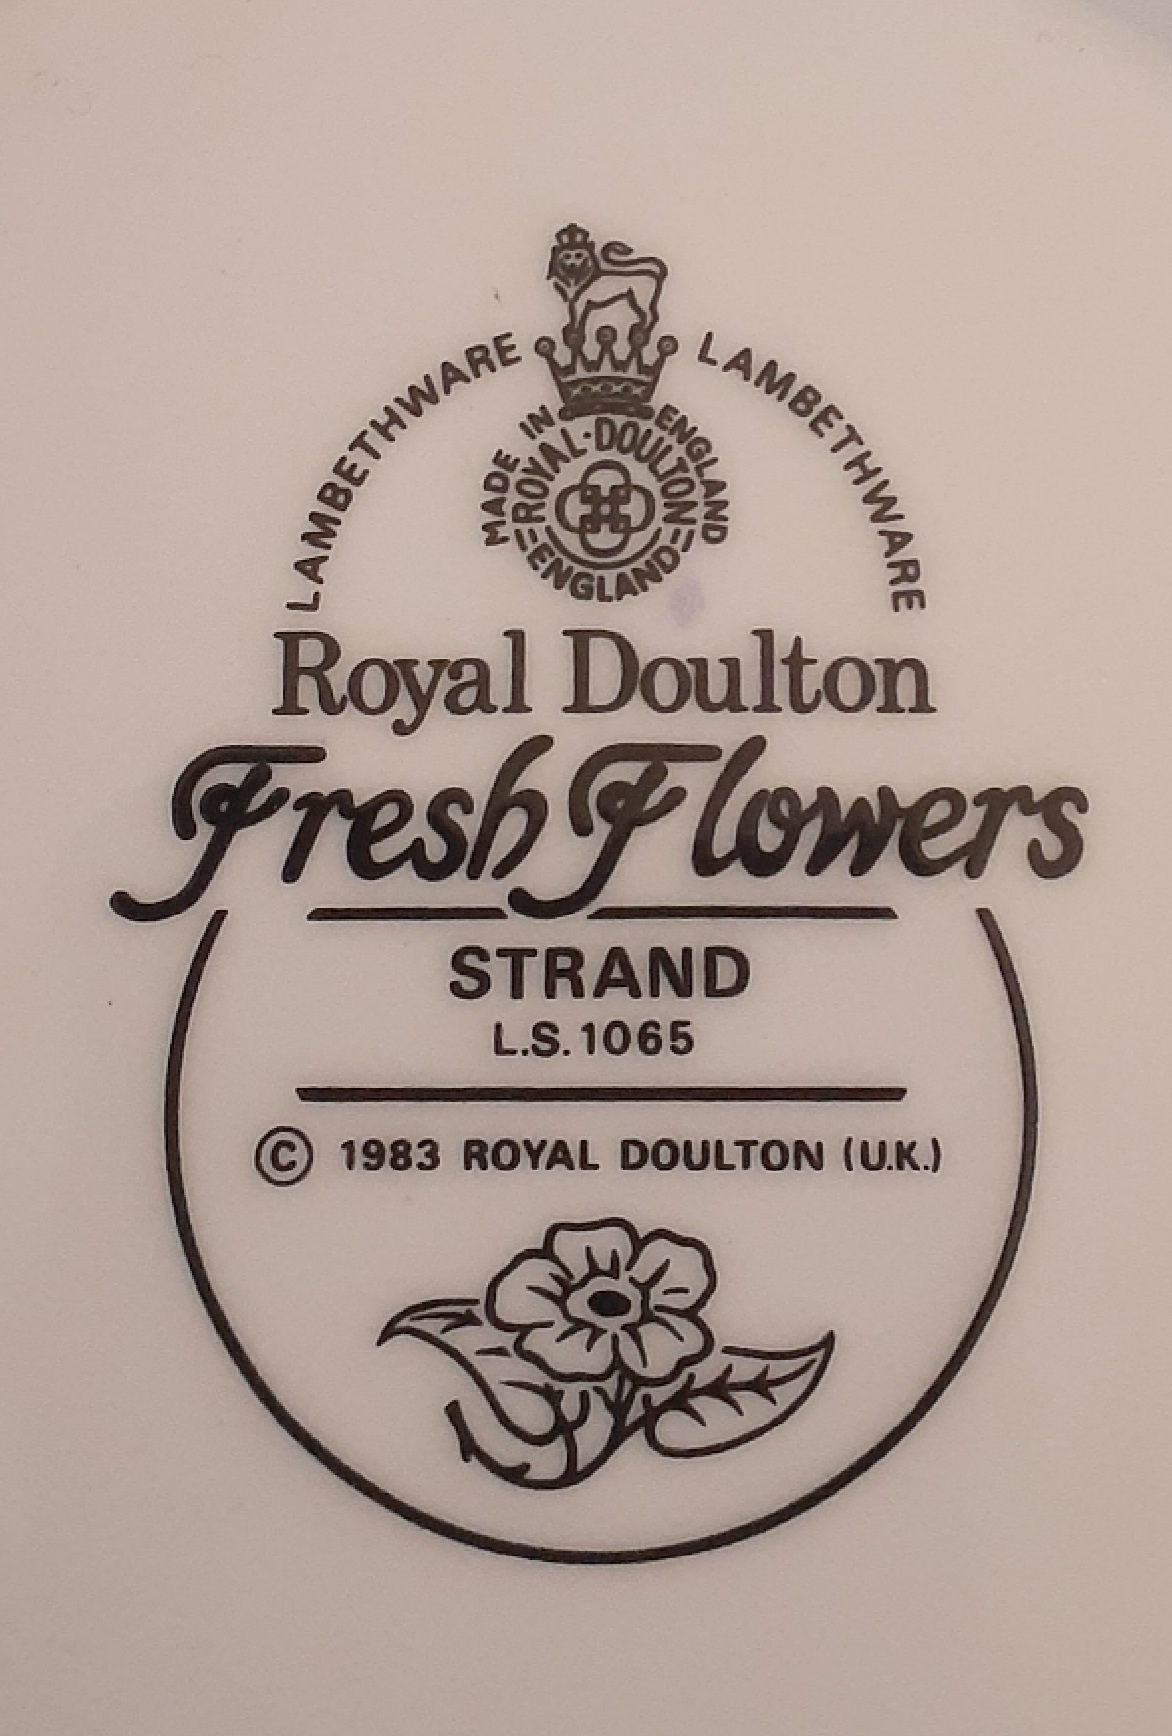 LAMBETHWARE LAMBETHWARE
MADE IN ENGLAND
ROYAL·DOULTON
ENGLAND
Royal Doulton
Fresh Flowers
STRAND
L.S.1065
© 1983 ROYAL DOULTON (U.K.)